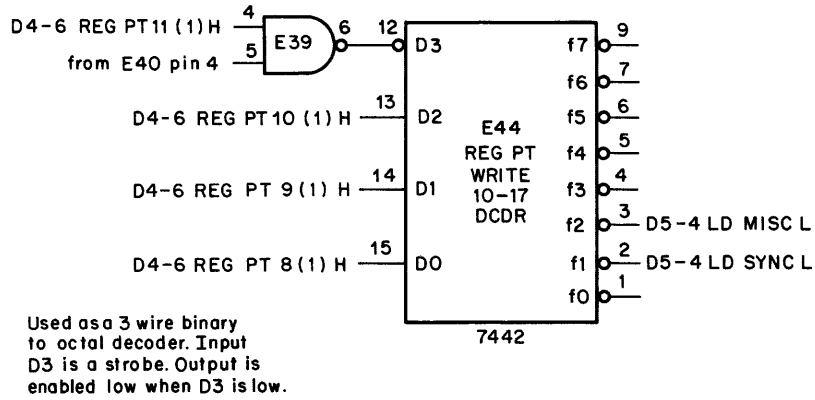 D4-6 REG PT11 (1) H
4
E39
6
12
D3
f7
9
from E40 pin 4
5
f6
7
D4-6 REG PT10 (1) H
13
D2
f5
6
E44
REG PT
WRITE
10-17
DCDR
f4
5
D4-6 REG PT 9(1) H
14
D1
f3
4
f2
3
D5-4 LD MISC L
D4-6 REG PT 8(1) H
15
D0
f1
2
D5-4 LD SYNC L
f0
1
7442
Used as a 3 wire binary
to octal decoder. Input
D3 is a strobe. Output is
enabled low when D3 is low.